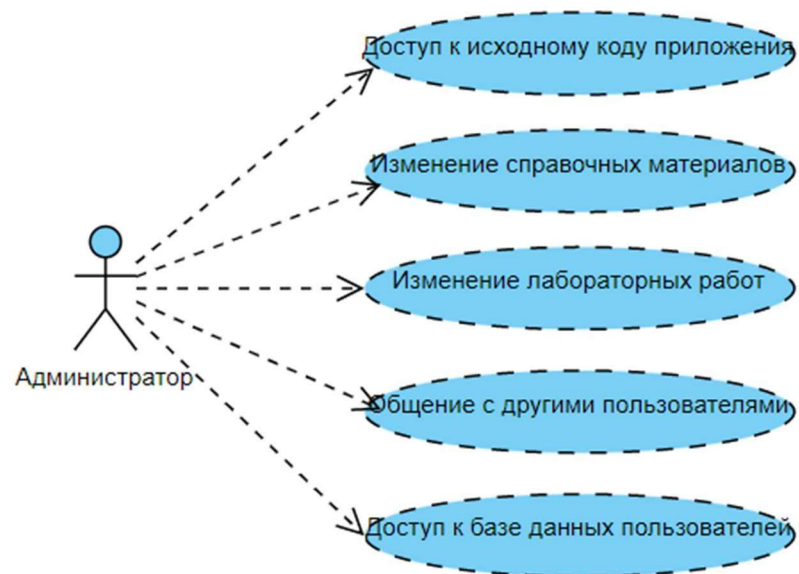 Доступ к исходному коду приложения
Изменение справочных материалов
Изменение лабораторных работ
Администратор
Общение с другими пользователями
Доступ к базе данных пользователей